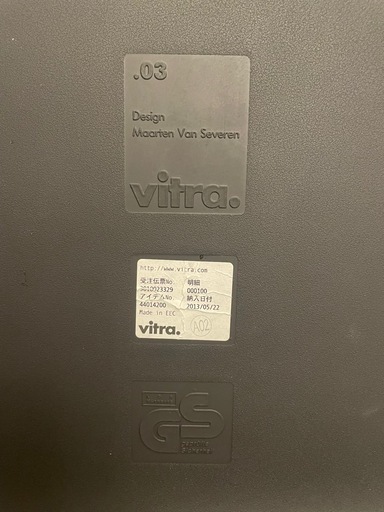 .03
Design
Maarten Van Severen
vitra.
http://www.vitra.com
受注伝票No 明細
3010023329 000100
アイテムNo. 納入日付
44014200 2013/05/22
Made in EEC
vitra.
A02
GS